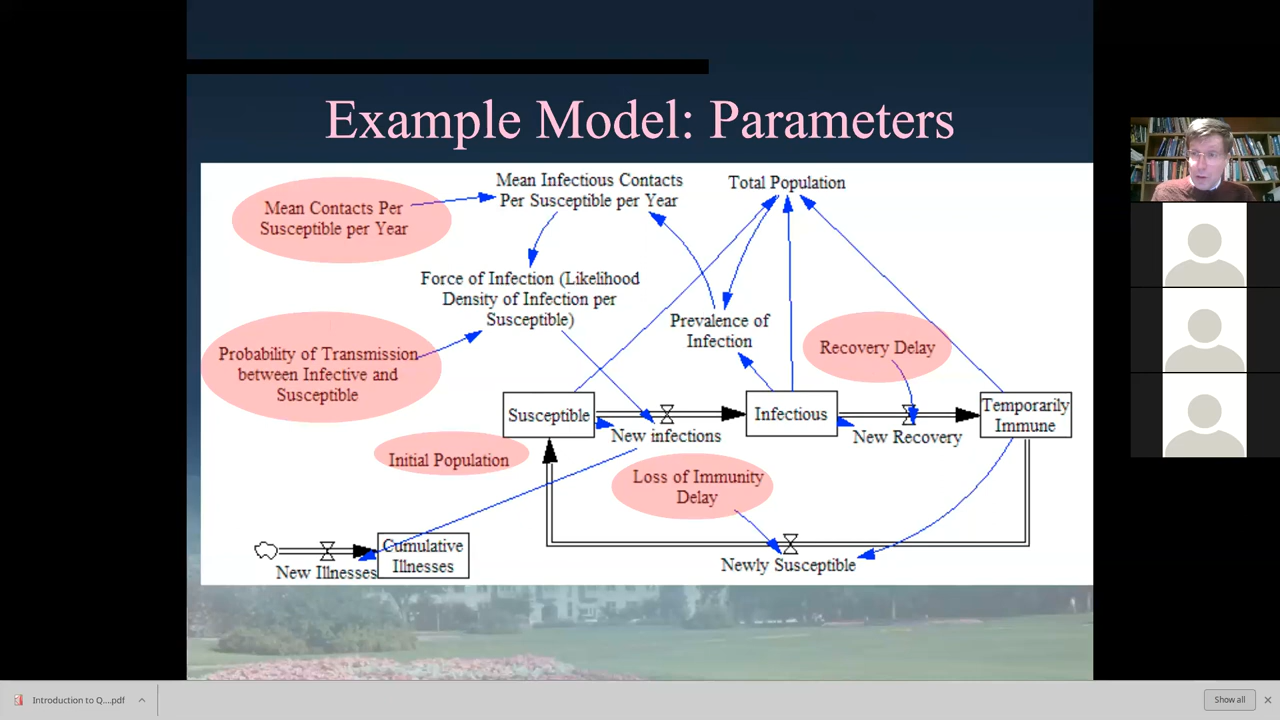 Example Model: Parameters
Mean Infectious Contacts
Per Susceptible per Year
Total Population
Mean Contacts Per
Susceptible per Year
Force of Infection (Likelihood
Density of Infection per
Susceptible)
Prevalence of
Infection
Recovery Delay
Probability of Transmission
between Infective and
Susceptible
Susceptible
Infectious
Temporarily
Immune
New infections
New Recovery
Initial Population
Loss of Immunity
Delay
Cumulative
Illnesses
New Illnesses
Newly Susceptible
Introduction to Q....pdf
Show all